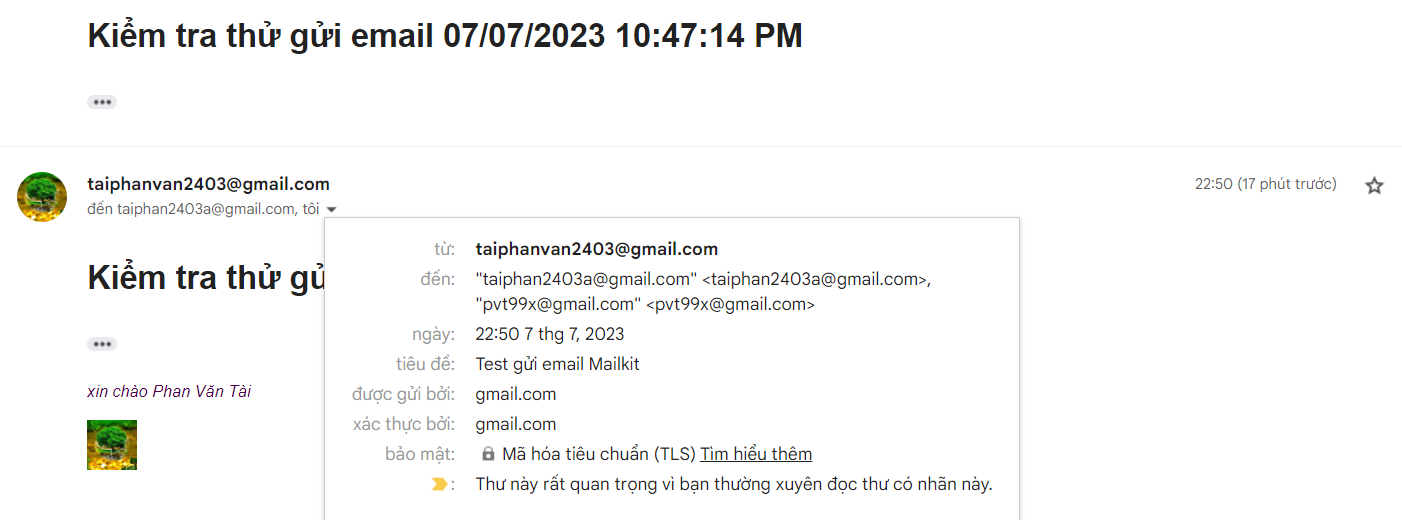 Kiểm tra thử gửi email 07/07/2023 10:47:14 PM
taiphanvan2403@gmail.com
22:50 (17 phút trước)
đến taiphan2403a@gmail.com, tôi
từ: taiphanvan2403@gmail.com
Kiểm tra thử gử
đến: "taiphan2403a@gmail.com" <taiphan2403a@gmail.com>,
"pvt99x@gmail.com" <pvt99x@gmail.com>
ngày: 22:50 7 thg 7, 2023
tiêu đề: Test gửi email Mailkit
xin chào Phan Văn Tài
được gửi bởi: gmail.com
xác thực bởi: gmail.com
bảo mật: Mã hóa tiêu chuẩn (TLS) Tìm hiểu thêm
: Thư này rất quan trọng vì bạn thường xuyên đọc thư có nhãn này.